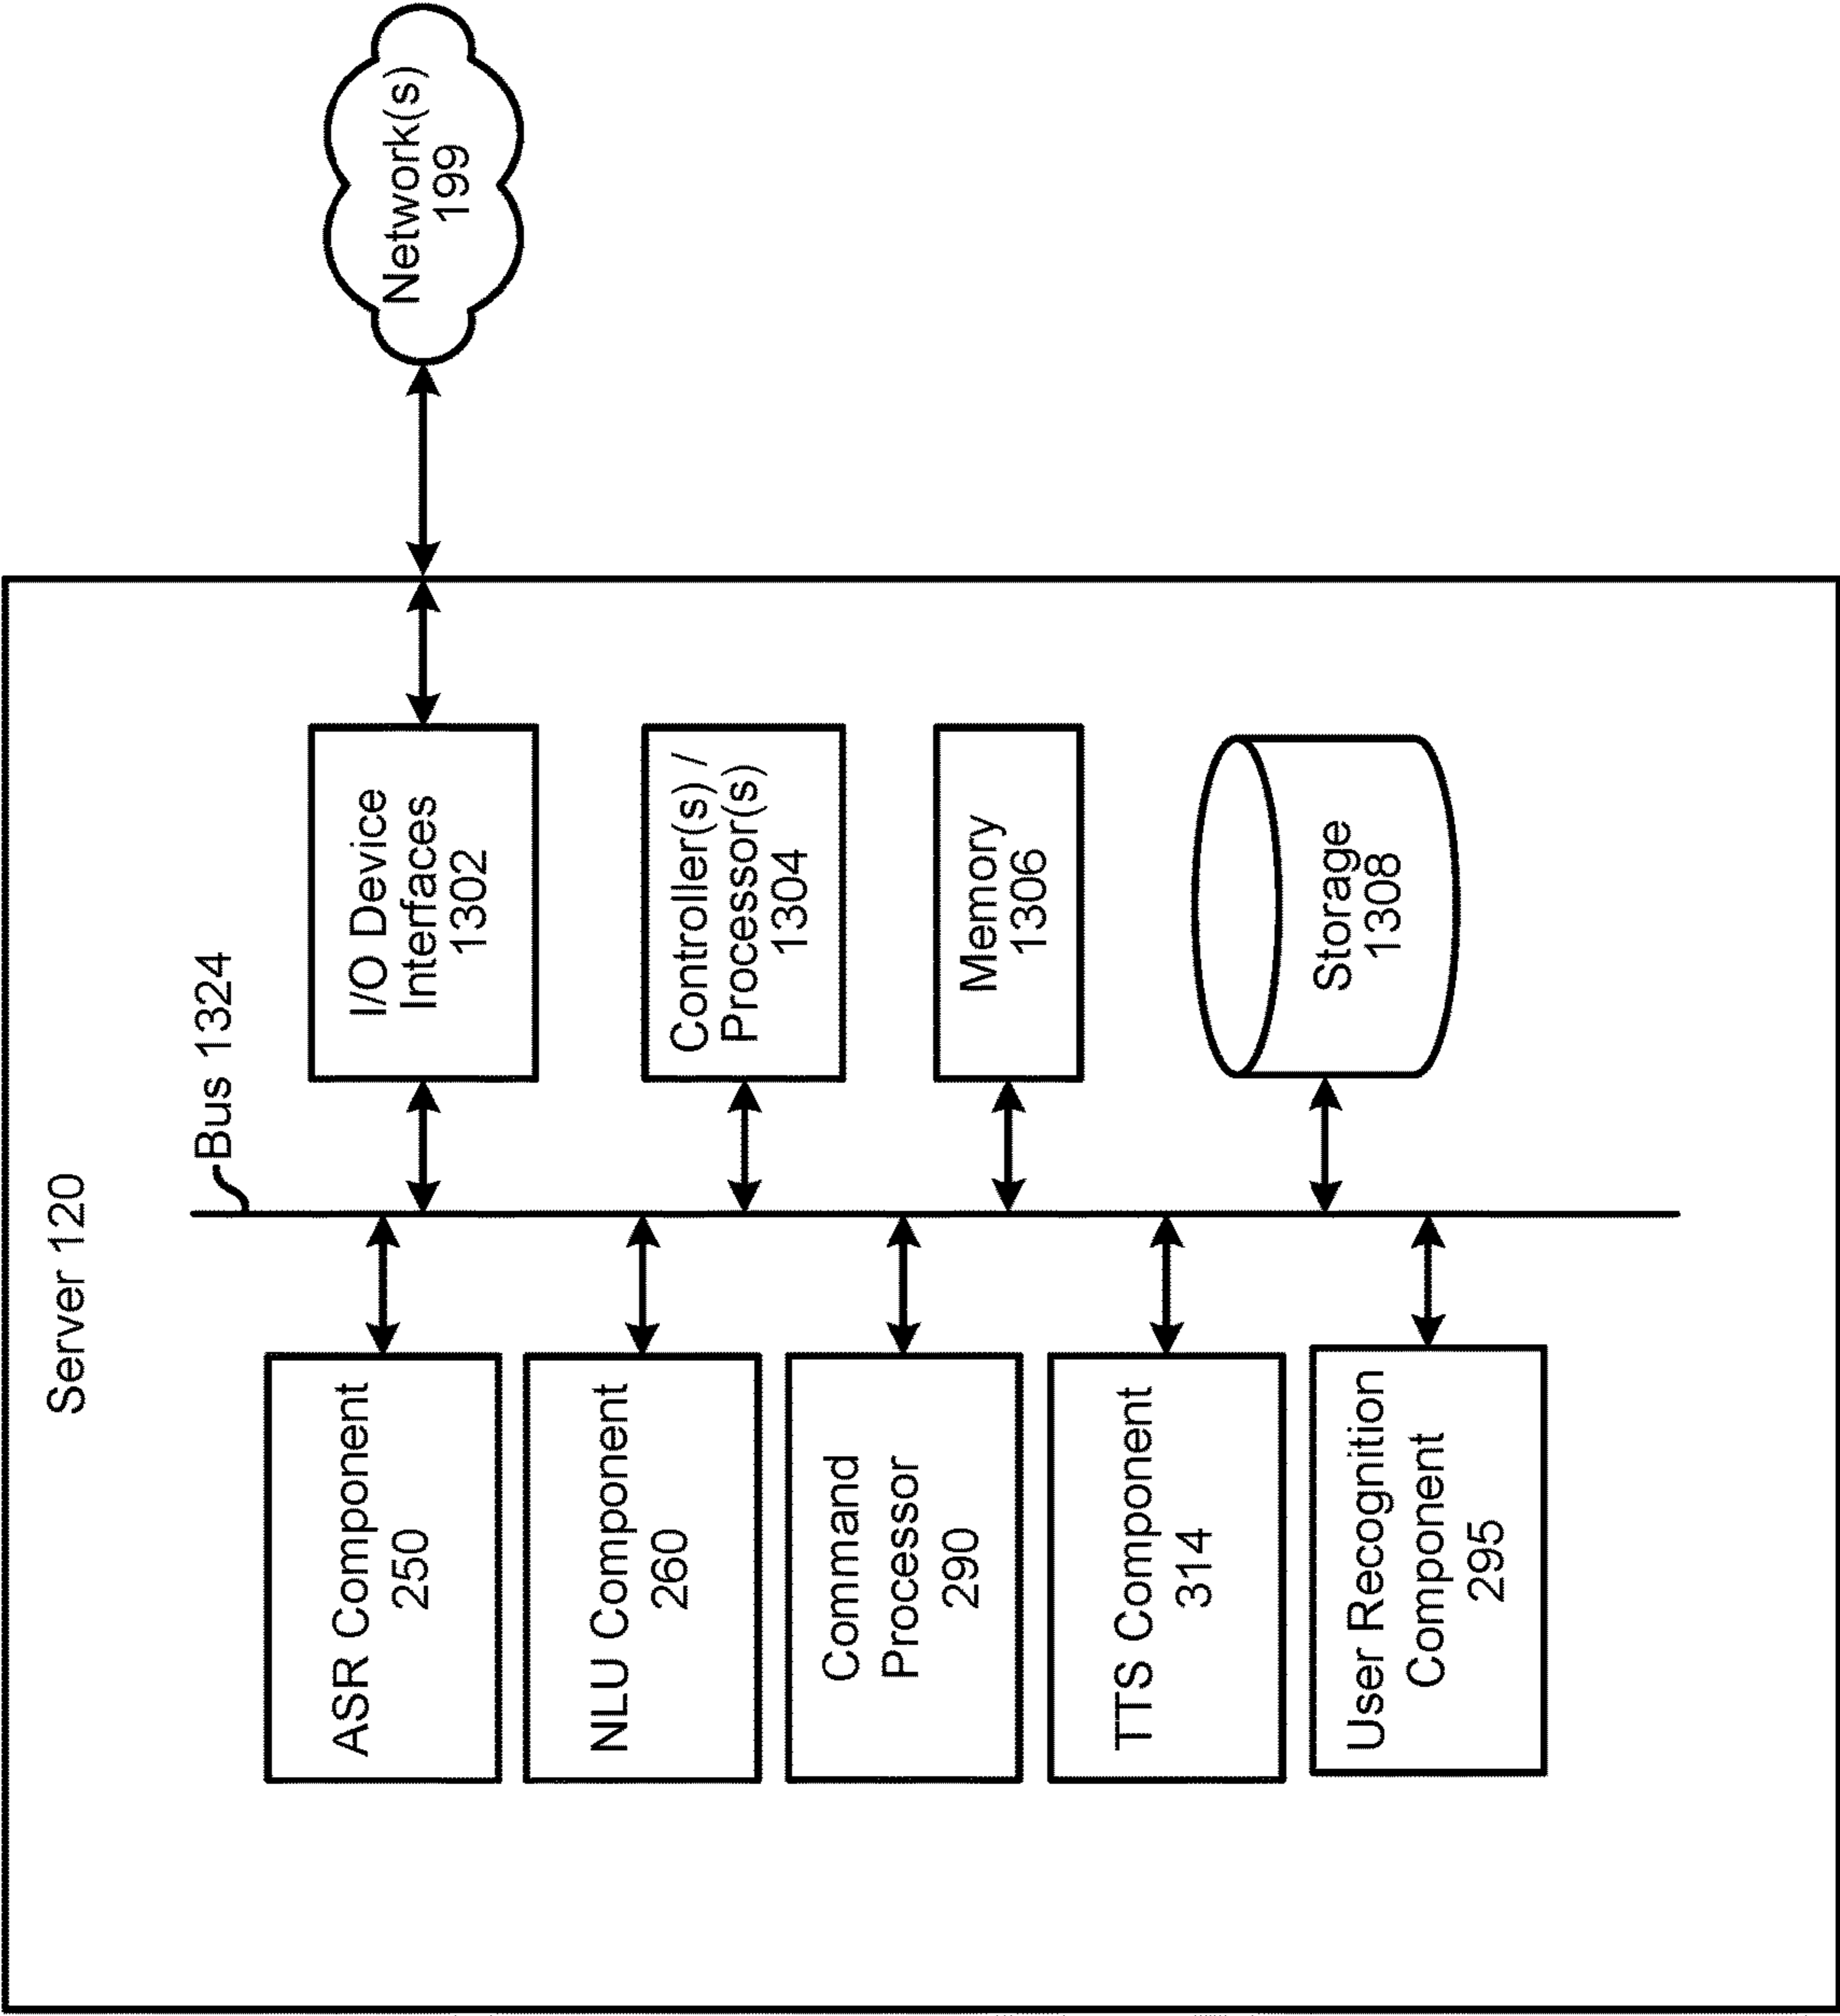 Server 120
Bus 1324
ASR Component
250
NLU Component
260
Command
Processor
290
TTS Component
314
User Recognition
Component
295
I/O Device
Interfaces
1302
Controller(s) /
Processor(s)
1304
Memory
1306
Storage
1308
Network(s)
199